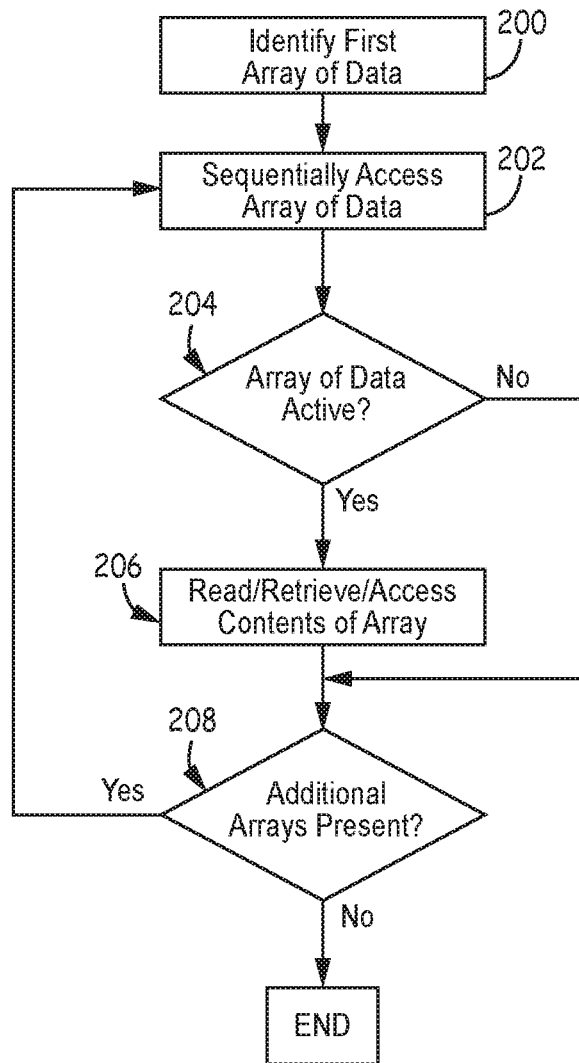 200
Identify First
Array of Data
202
Sequentially Access
Array of Data
204
Array of Data
Active?
No
Yes
206
Read/Retrieve/Access
Contents of Array
208
Yes
Additional
Arrays Present?
No
END